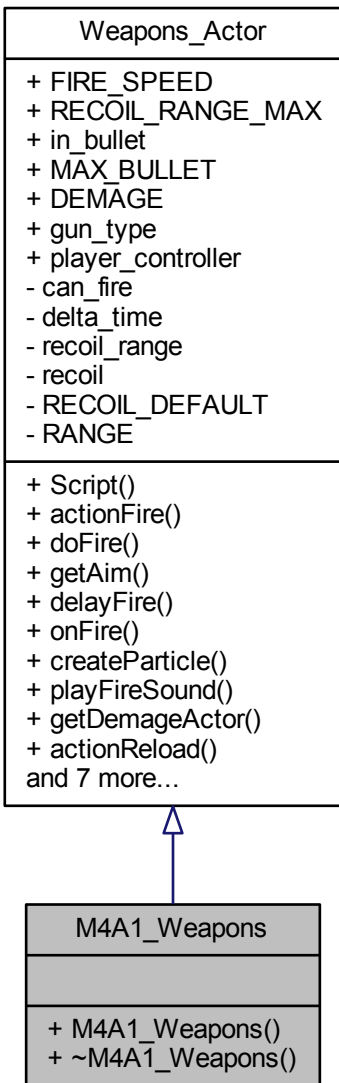 Weapons_Actor
+ FIRE_SPEED
+ RECOIL_RANGE_MAX
+ in_bullet
+ MAX_BULLET
+ DEMAGE
+ gun_type
+ player_controller
- can_fire
- delta_time
- recoil_range
- recoil
- RECOIL_DEFAULT
- RANGE
+ Script()
+ actionFire()
+ doFire()
+ getAim()
+ delayFire()
+ onFire()
+ createParticle()
+ playFireSound()
+ getDemageActor()
+ actionReload()
and 7 more...
M4A1_Weapons
+ M4A1_Weapons()
+ ~M4A1_Weapons()